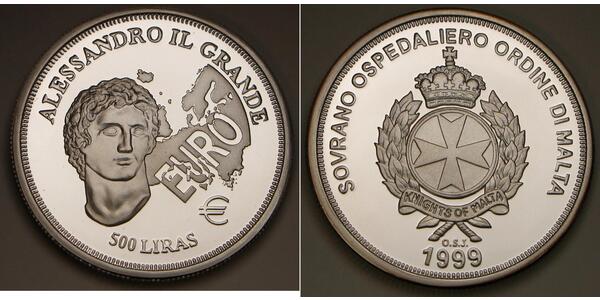 ALESSANDRO IL GRANDE
EURO
€
500 LIRAS
SOVRANO OSPEDALIERO ORDINE DI MALTA
KNIGHTS OF MALTA
O.S.J.
1999